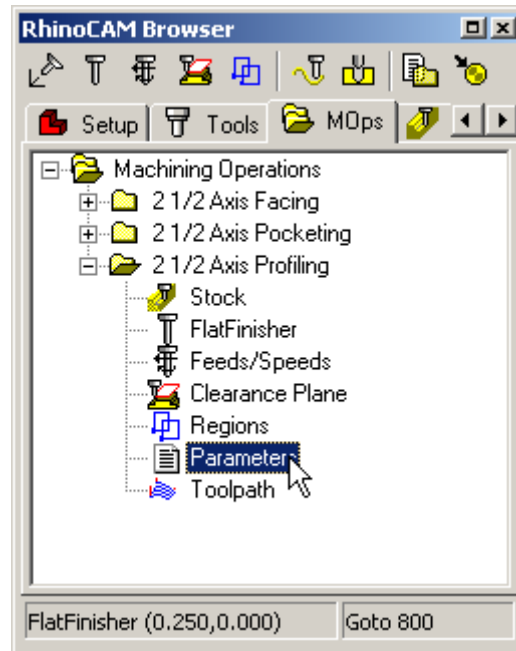 RhinoCAM Browser
Setup Tools MOps
Machining Operations
2 1/2 Axis Facing
2 1/2 Axis Pocketing
2 1/2 Axis Profiling
Stock
FlatFinisher
Feeds/Speeds
Clearance Plane
Regions
Parameters
Toolpath
FlatFinisher (0.250,0.000) Goto 800